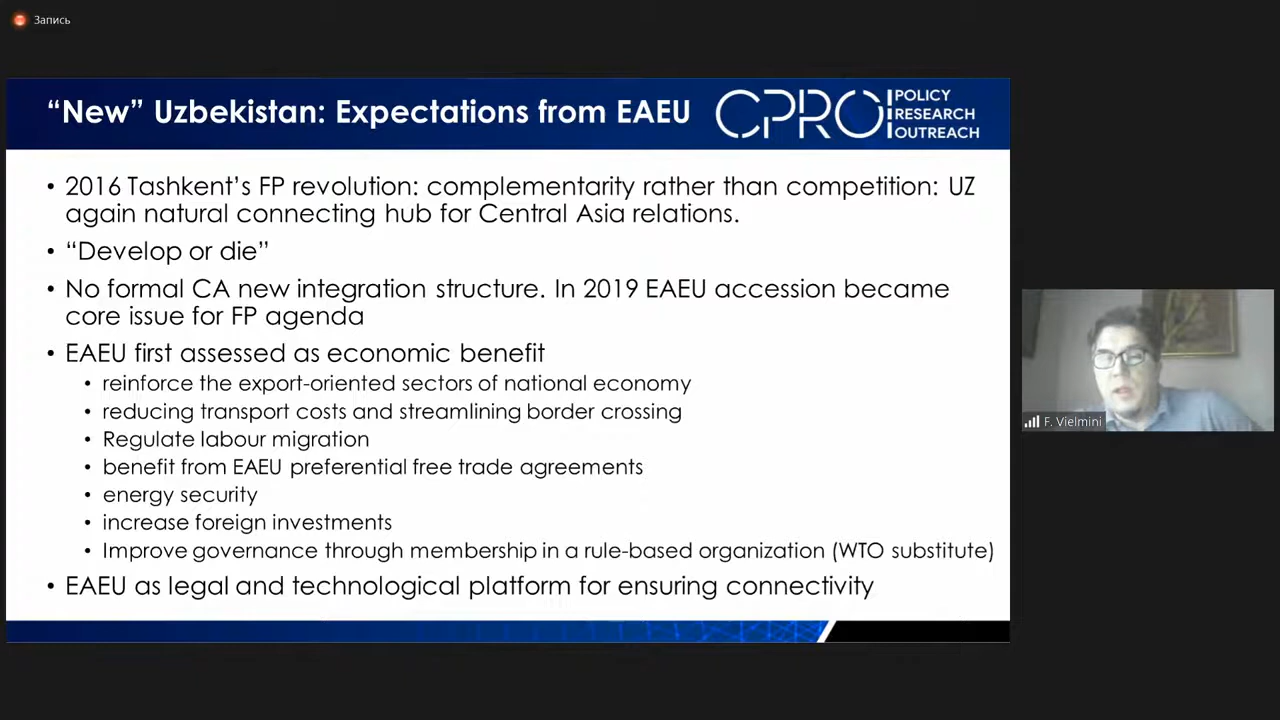 Запись
“New” Uzbekistan: Expectations from EAEU
CPRO
POLICY
RESEARCH
OUTREACH
• 2016 Tashkent’s FP revolution: complementarity rather than competition: UZ
again natural connecting hub for Central Asia relations.
• “Develop or die”
• No formal CA new integration structure. In 2019 EAEU accession became
core issue for FP agenda
• EAEU first assessed as economic benefit
• reinforce the export-oriented sectors of national economy
• reducing transport costs and streamlining border crossing
• Regulate labour migration
• benefit from EAEU preferential free trade agreements
• energy security
• increase foreign investments
• Improve governance through membership in a rule-based organization (WTO substitute)
• EAEU as legal and technological platform for ensuring connectivity
F. Vielmini